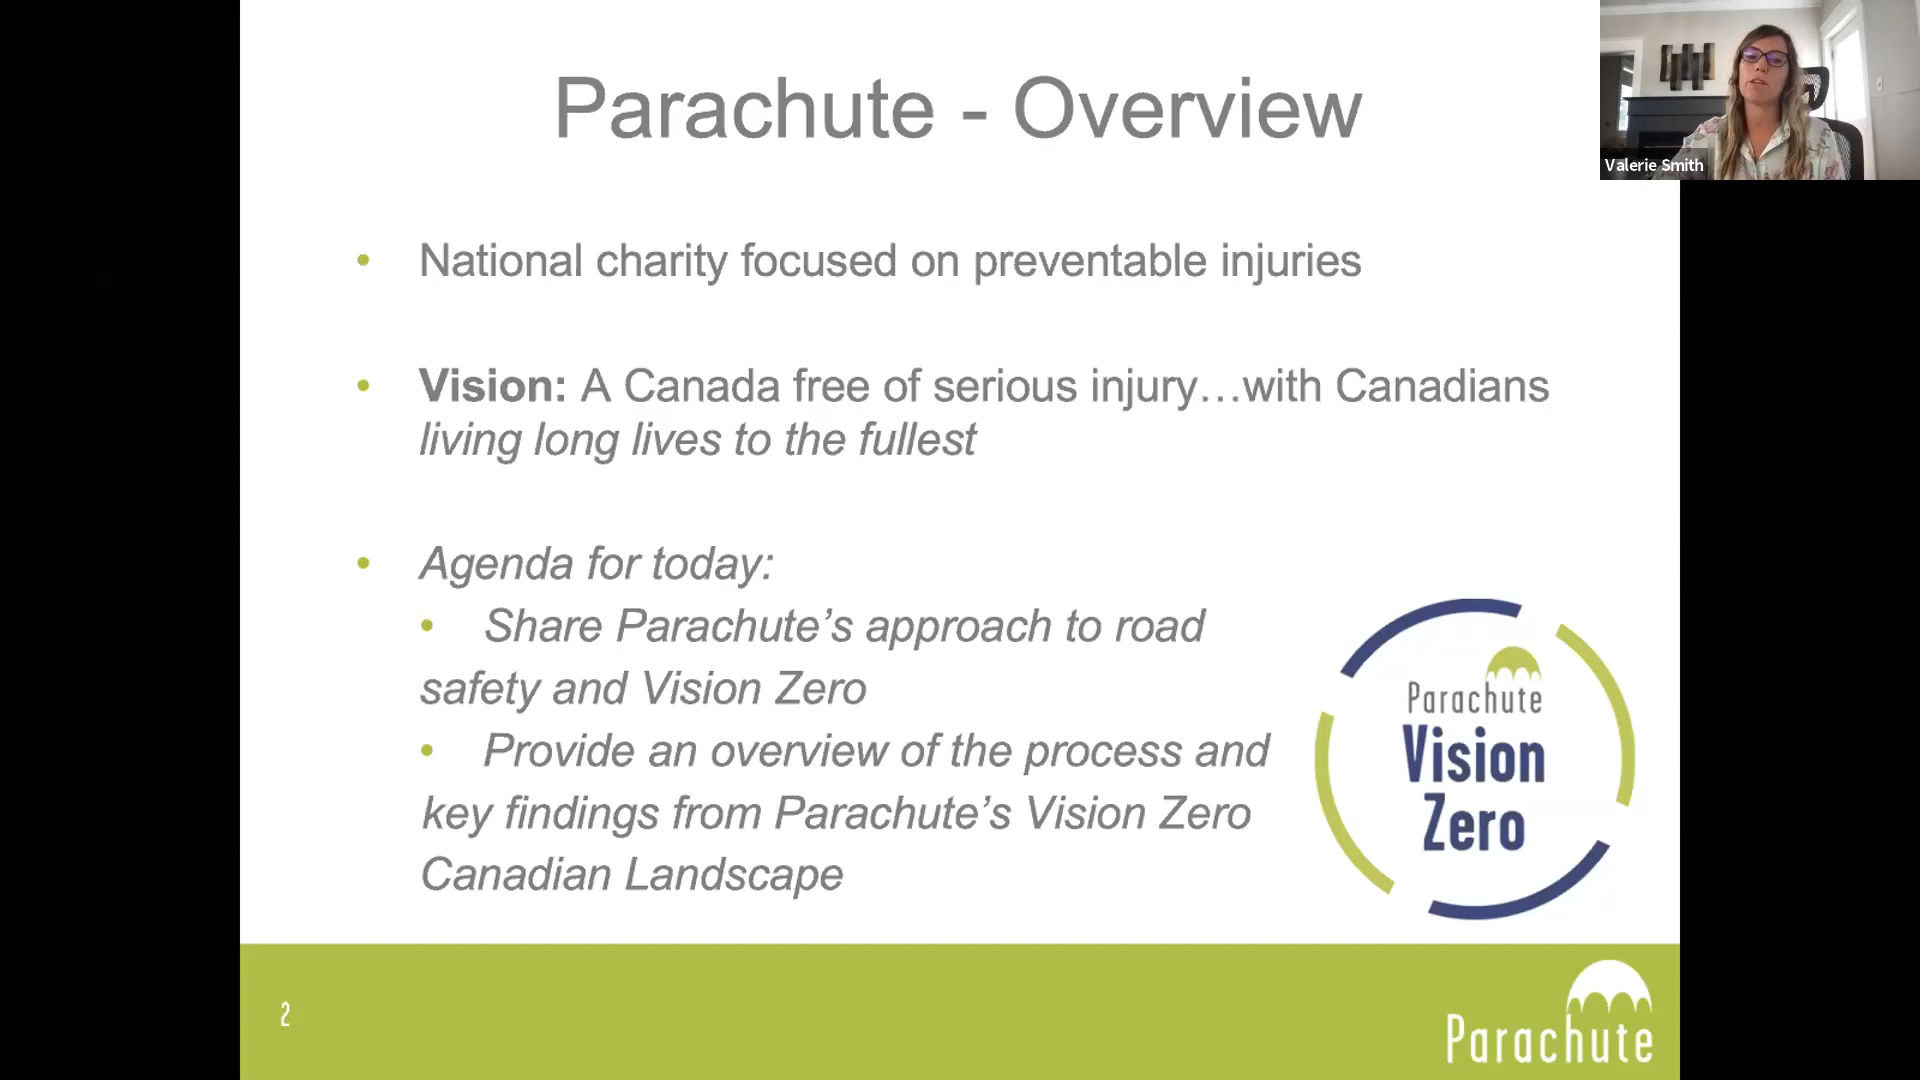 Parachute - Overview
Valerie Smith
• National charity focused on preventable injuries
• Vision: A Canada free of serious injury…with Canadians
living long lives to the fullest
• Agenda for today:
• Share Parachute’s approach to road
safety and Vision Zero
• Provide an overview of the process and
key findings from Parachute’s Vision Zero
Canadian Landscape
Parachute
Vision
Zero
2
Parachute